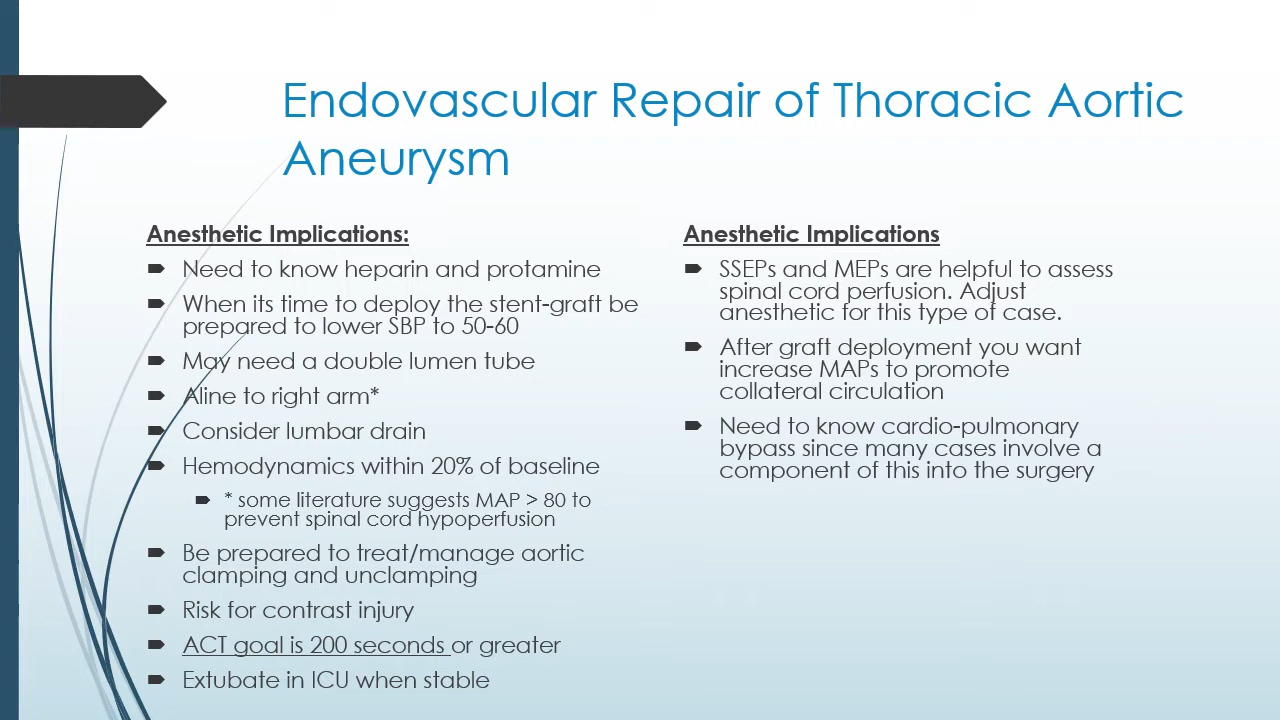 Endovascular Repair of Thoracic Aortic
Aneurysm
Anesthetic Implications:
Need to know heparin and protamine
When its time to deploy the stent-graft be
prepared to lower SBP to 50-60
May need a double lumen tube
Aline to right arm*
Consider lumbar drain
Hemodynamics within 20% of baseline
* some literature suggests MAP > 80 to
prevent spinal cord hypoperfusion
Be prepared to treat/manage aortic
clamping and unclamping
Risk for contrast injury
ACT goal is 200 seconds or greater
Extubate in ICU when stable
Anesthetic Implications
SSEPs and MEPs are helpful to assess
spinal cord perfusion. Adjust
anesthetic for this type of case.
After graft deployment you want
increase MAPs to promote
collateral circulation
Need to know cardio-pulmonary
bypass since many cases involve a
component of this into the surgery